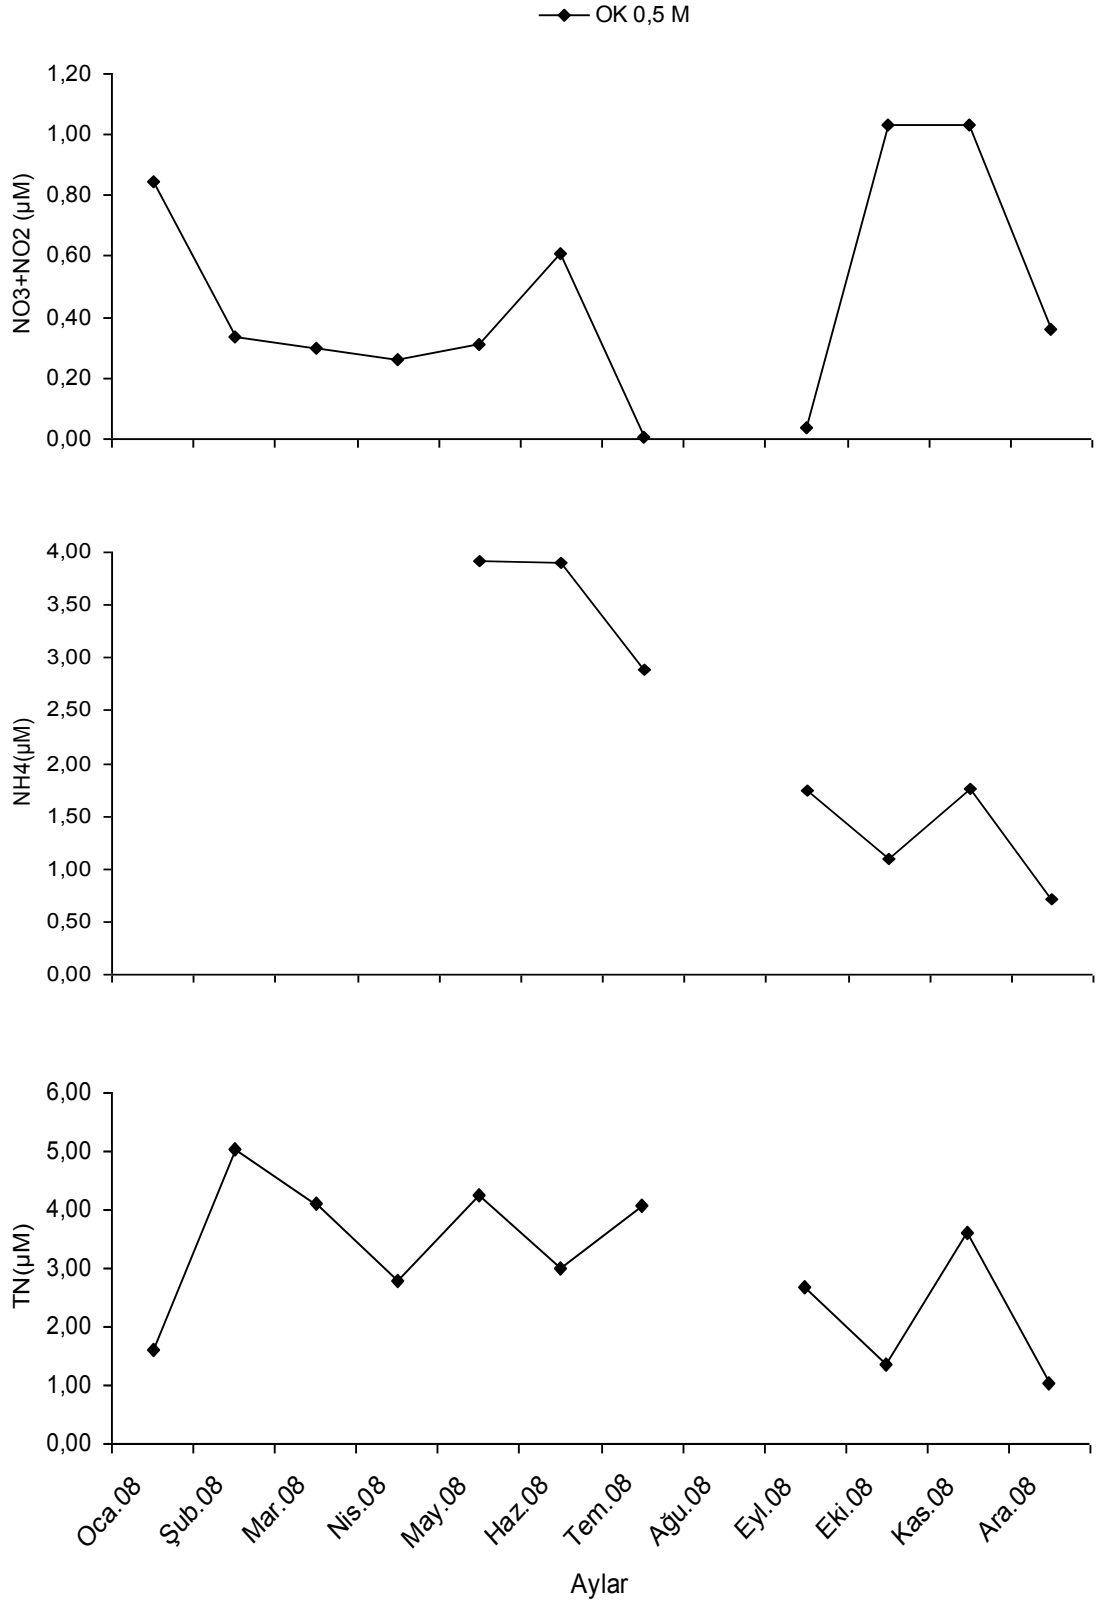 OK 0,5 M
1,20
1,00
0,80
0,60
0,40
0,20
0,00
NO3+NO2 (µM)
4,00
3,50
3,00
2,50
2,00
1,50
1,00
0,50
0,00
NH4(µM)
6,00
5,00
4,00
3,00
2,00
1,00
0,00
TN(µM)
Oca.08
Şub.08
Mar.08
Nis.08
May.08
Haz.08
Tem.08
Ağu.08
Eyl.08
Eki.08
Kas.08
Ara.08
Aylar